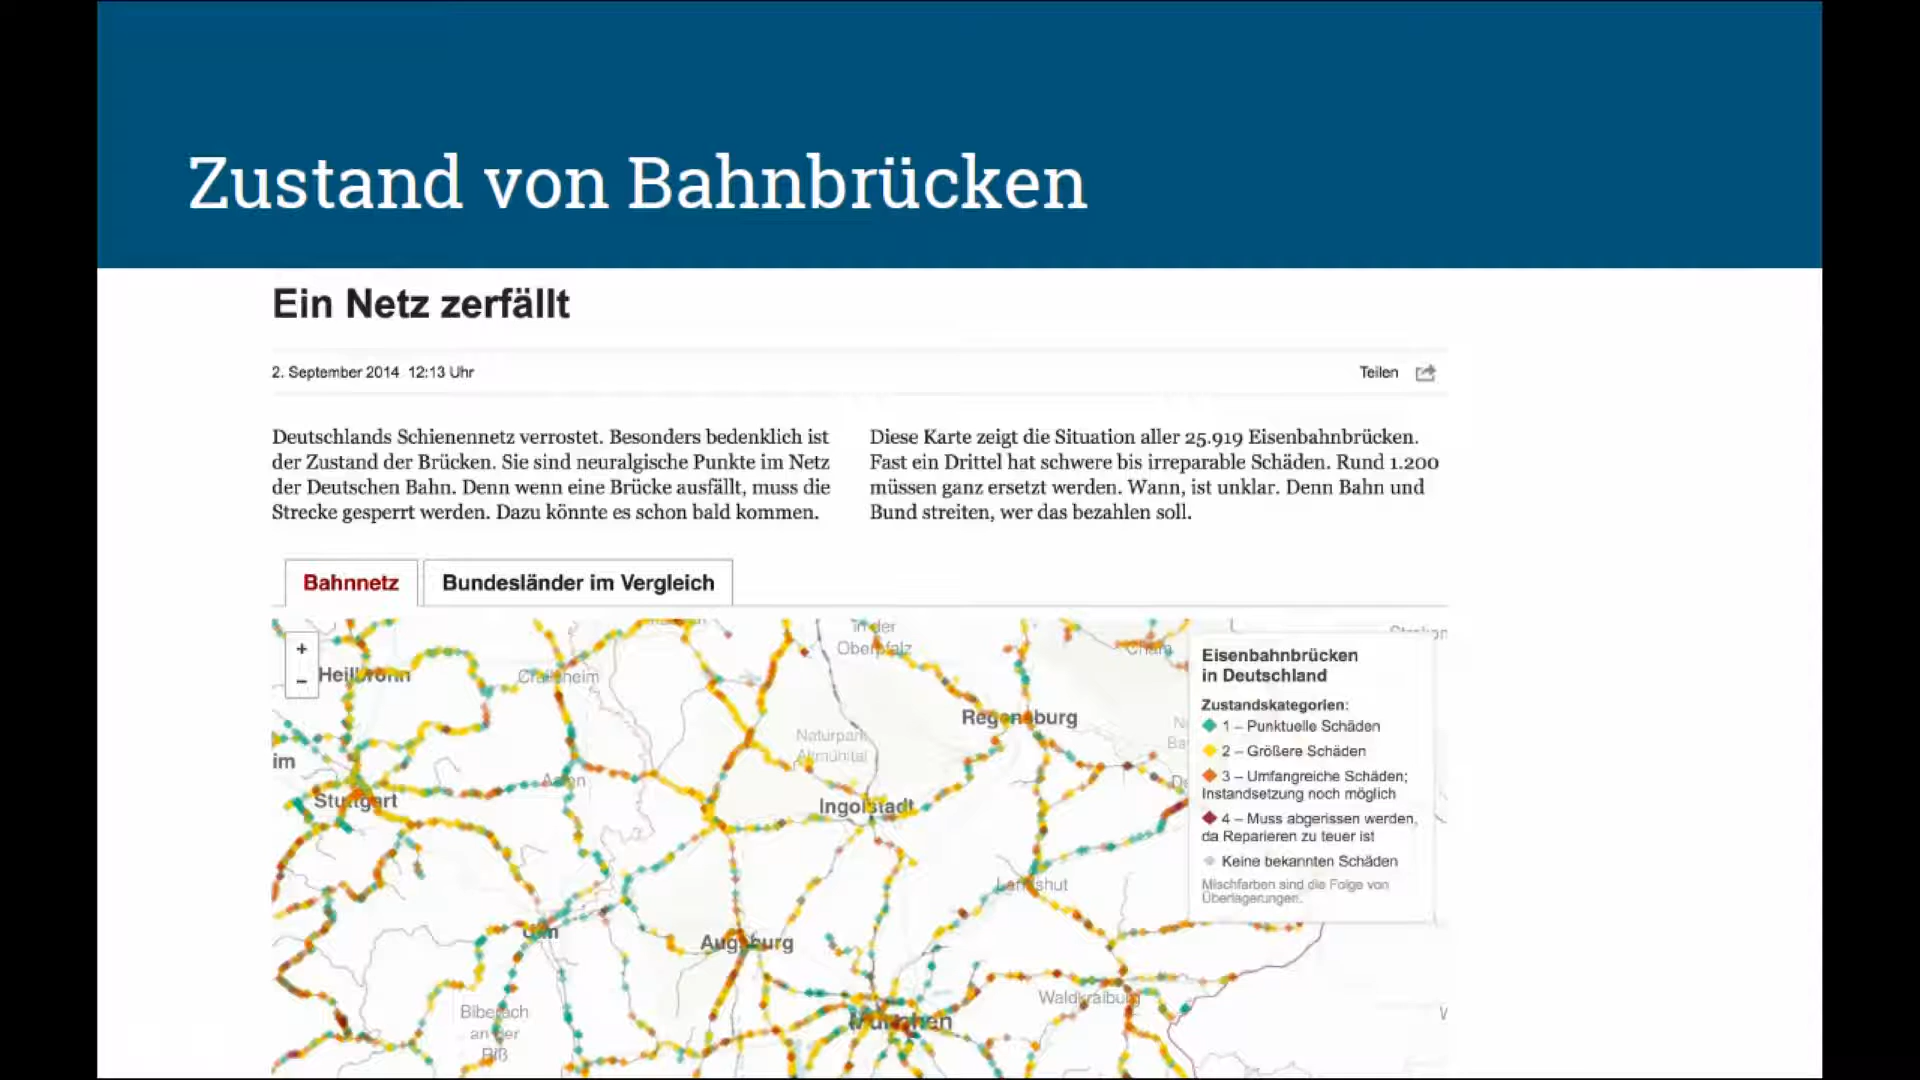 Zustand von Bahnbrücken
Ein Netz zerfällt
2. September 2014 12:13 Uhr
Teilen
Deutschlands Schienennetz verrostet. Besonders bedenklich ist
der Zustand der Brücken. Sie sind neuralgische Punkte im Netz
der Deutschen Bahn. Denn wenn eine Brücke ausfällt, muss die
Strecke gesperrt werden. Dazu könnte es schon bald kommen.
Diese Karte zeigt die Situation aller 25.919 Eisenbahnbrücken.
Fast ein Drittel hat schwere bis irreparable Schäden. Rund 1.200
müssen ganz ersetzt werden. Wann, ist unklar. Denn Bahn und
Bund streiten, wer das bezahlen soll.
Bahnnetz
Bundesländer im Vergleich
+
–
in der
Oberpfalz
Cham
Heilbronn
Crailsheim
Regensburg
Naturpark
Altmühltal
im
Aalen
Stuttgart
Ingolstadt
Landshut
Ulm
Augsburg
Waldkraiburg
Biberach
an der
Riß
München
Eisenbahnbrücken
in Deutschland
Zustandskategorien:
1 – Punktuelle Schäden
2 – Größere Schäden
3 – Umfangreiche Schäden;
Instandsetzung noch möglich
4 – Muss abgerissen werden,
da Reparieren zu teuer ist
Keine bekannten Schäden
Mischfarben sind die Folge von
Überlagerungen.